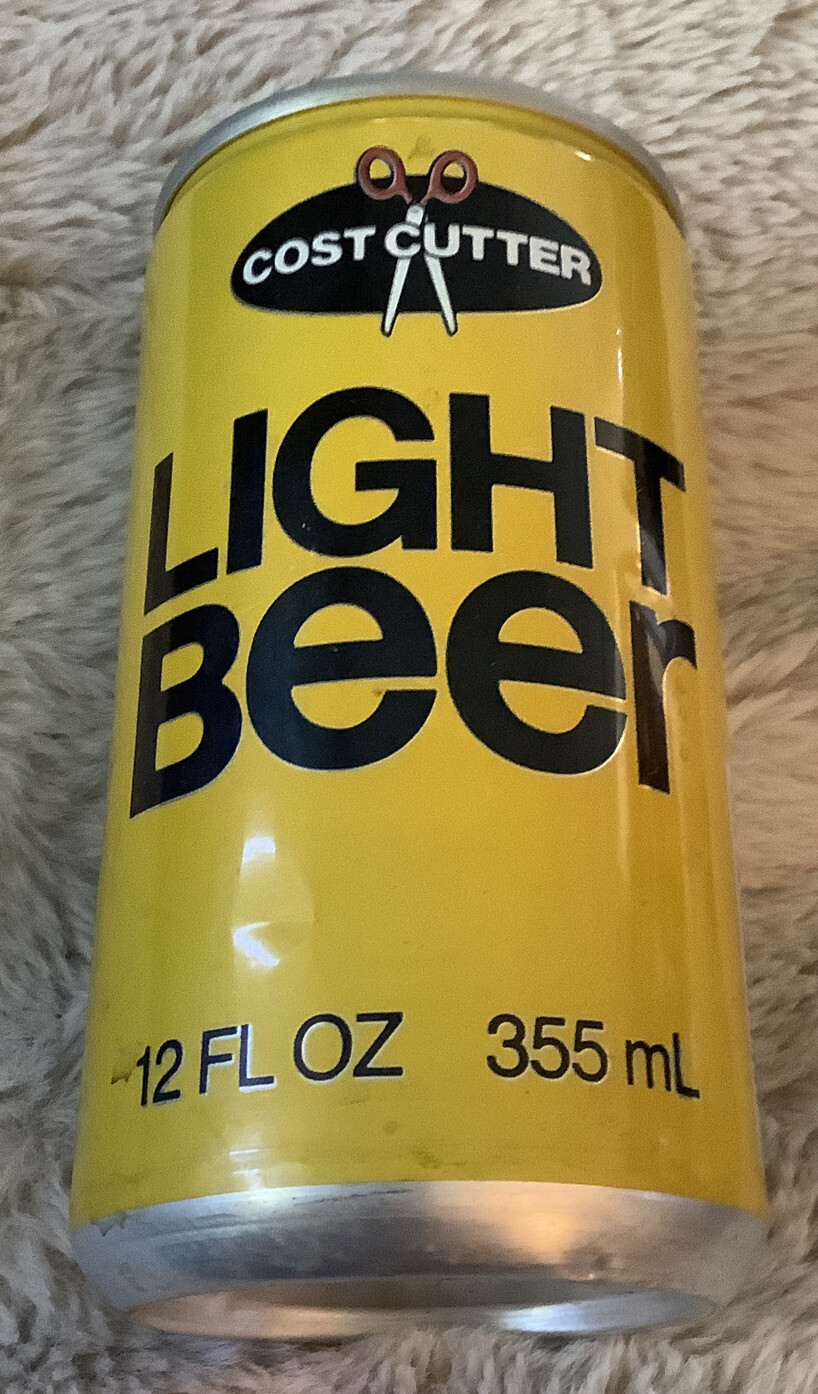 COST CUTTER
LIGHT
Beer
12 FL OZ 355 mL